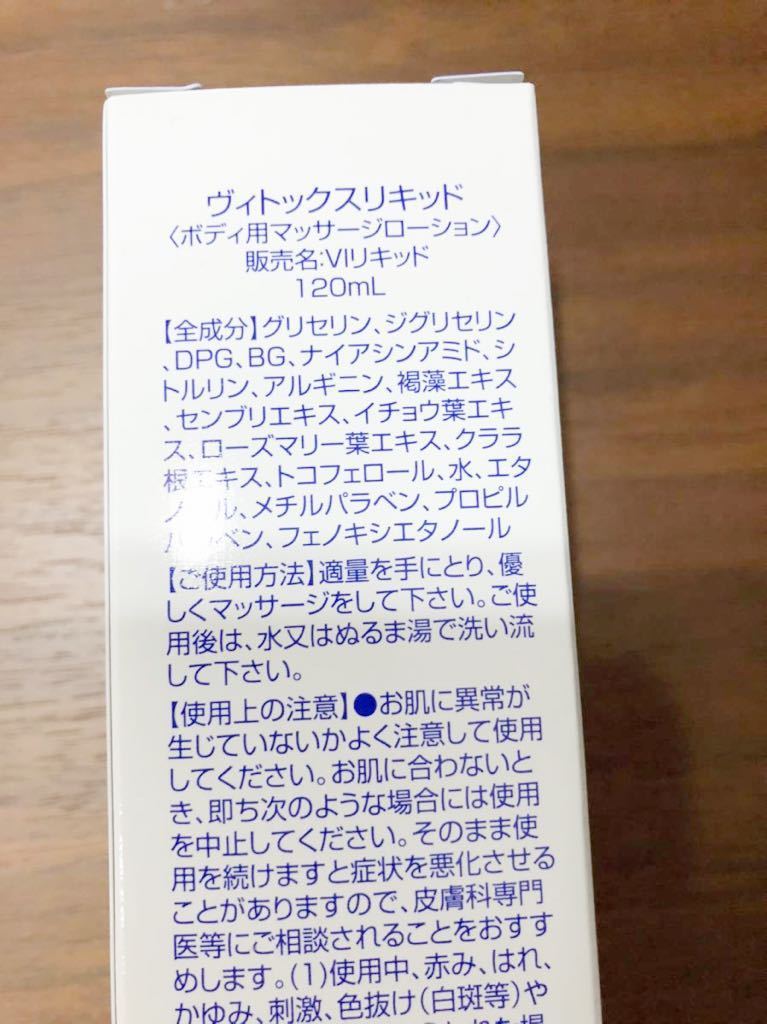 ヴィトックスリキッド
〈ボディ用マッサージローション〉
販売名:VIリキッド
120mL
【全成分】グリセリン、ジグリセリン
、DPG、BG、ナイアシンアミド、シ
トルリン、アルギニン、褐藻エキス
、センブリエキス、イチョウ葉エキ
ス、ローズマリー葉エキス、クララ
根エキス、トコフェロール、水、エタ
ノール、メチルパラベン、プロピル
パラベン、フェノキシエタノール
【ご使用方法】適量を手にとり、優
しくマッサージをして下さい。ご使
用後は、水又はぬるま湯で洗い流
して下さい。
【使用上の注意】●お肌に異常が
生じていないかよく注意して使用
してください。お肌に合わないと
き、即ち次のような場合には使用
を中止してください。そのまま使
用を続けますと症状を悪化させる
ことがありますので、皮膚科専門
医等にご相談されることをおすす
めします。(1)使用中、赤み、はれ、
かゆみ、刺激、色抜け(白斑等)や